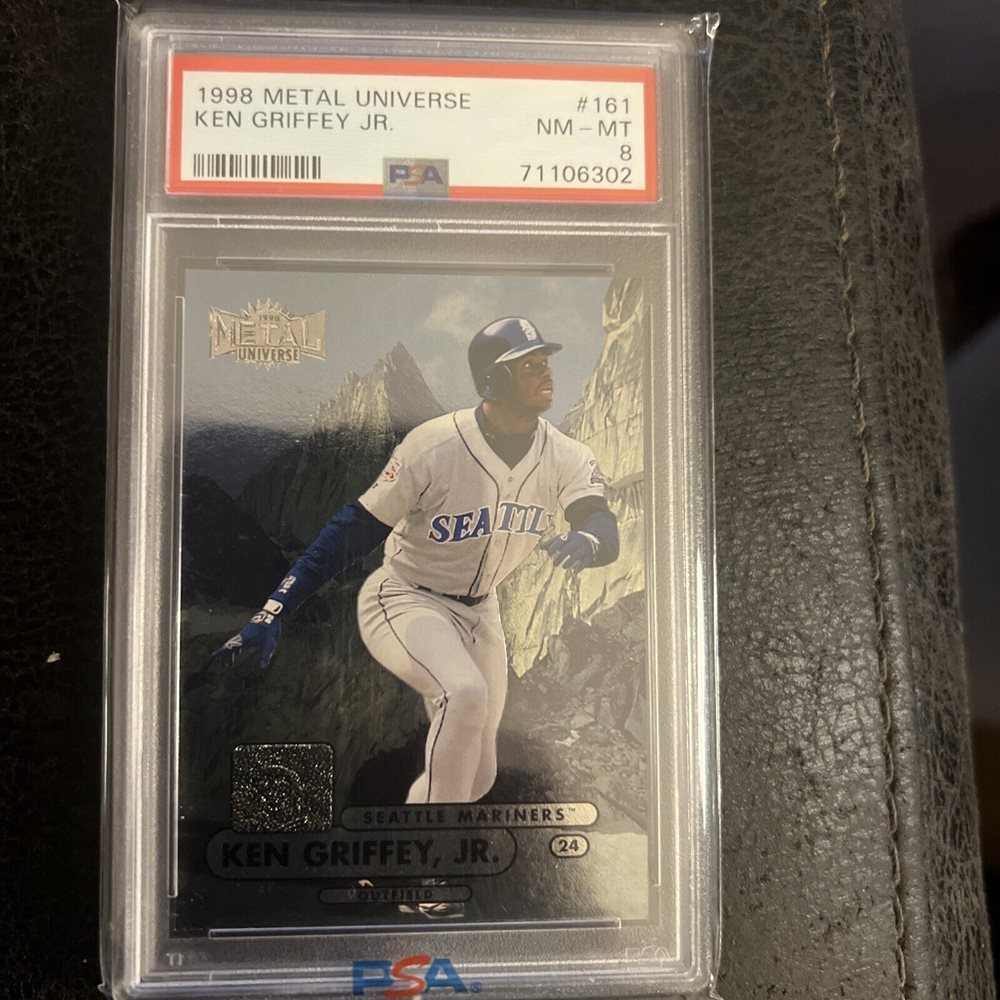 1998 METAL UNIVERSE
KEN GRIFFEY JR.
#161
NM - MT
8
71106302
PSA
1998
METAL
UNIVERSE
SEATTLE
SEATTLE MARINERS™
KEN GRIFFEY, JR.
24
OUTFIELD
PSA®